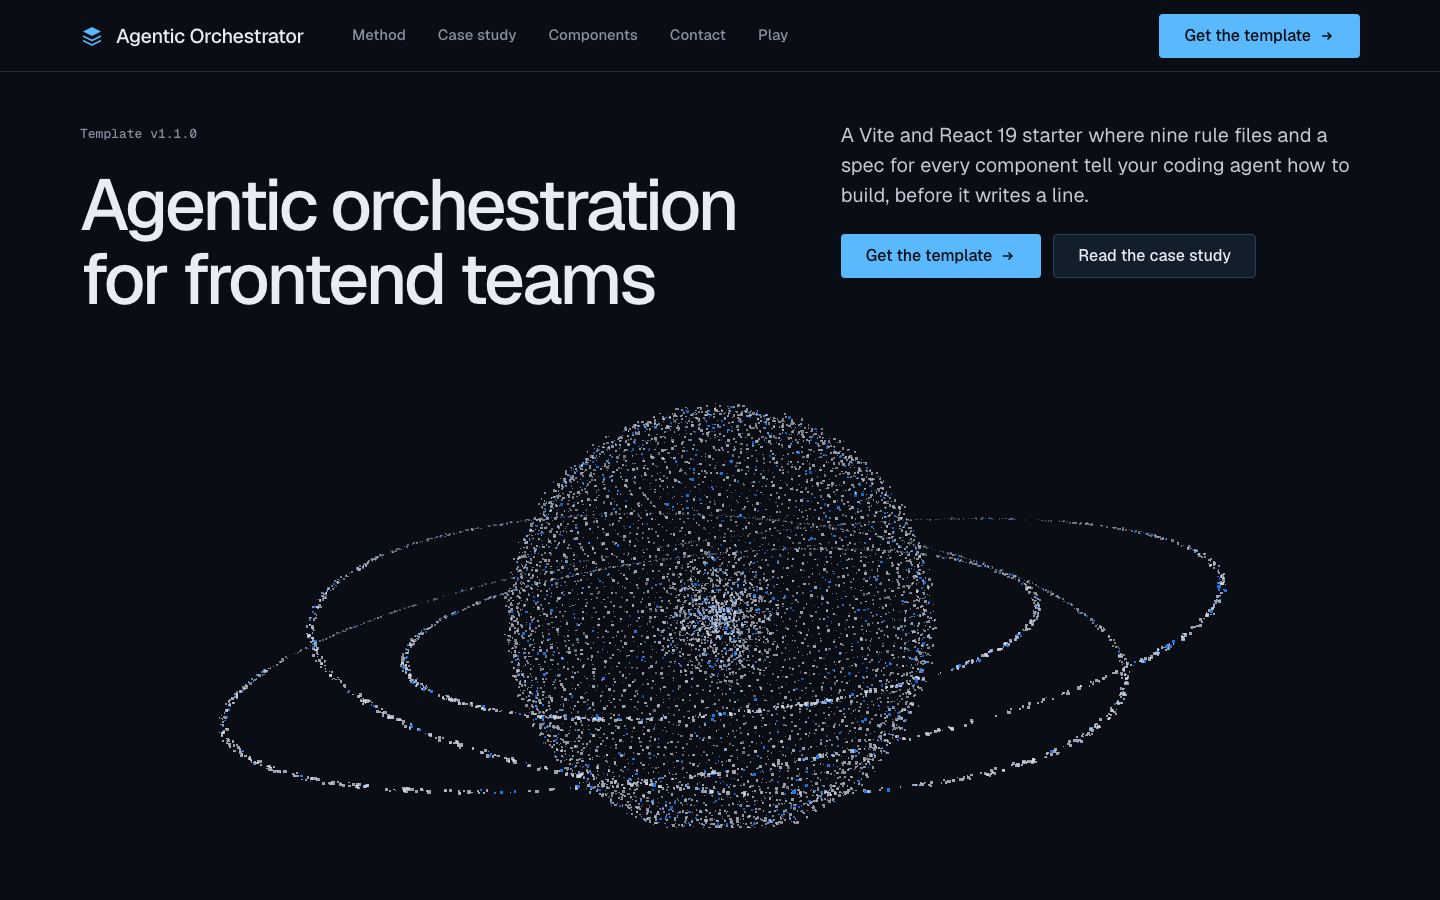 Agentic Orchestrator
Method
Case study
Components
Contact
Play
Get the template →
Template v1.1.0
Agentic orchestration
for frontend teams
A Vite and React 19 starter where nine rule files and a
spec for every component tell your coding agent how to
build, before it writes a line.
Get the template →
Read the case study